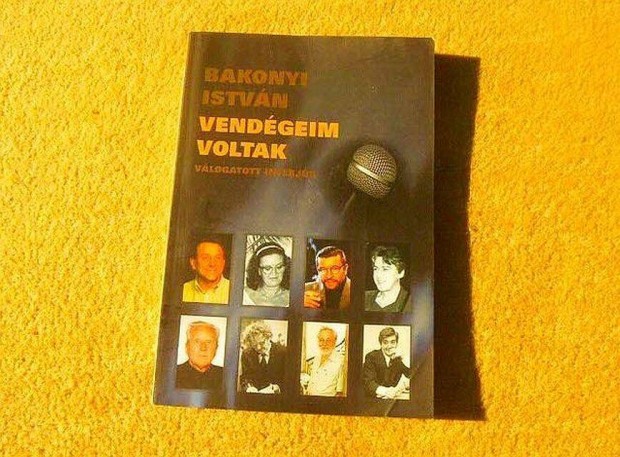 BAKONYI
ISTVÁN
VENDÉGEIM
VOLTAK
VÁLOGATOTT INTERJÚK